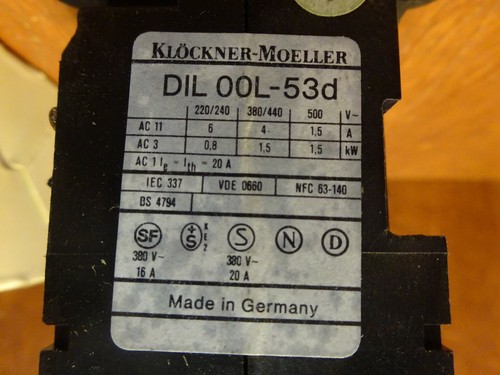 KLÖCKNER-MOELLER
DIL 00L-53d
220/240 380/440 500 V~
AC 11 6 4 1,5 A
AC 3 0,8 1,5 1,5 kW
AC 1 Ie - Ith - 20 A
IEC 337 VDE 0660 NFC 63-140
BS 4794
SF +S KE2 S N D
380 V~ 380 V~
16 A 20 A
Made in Germany